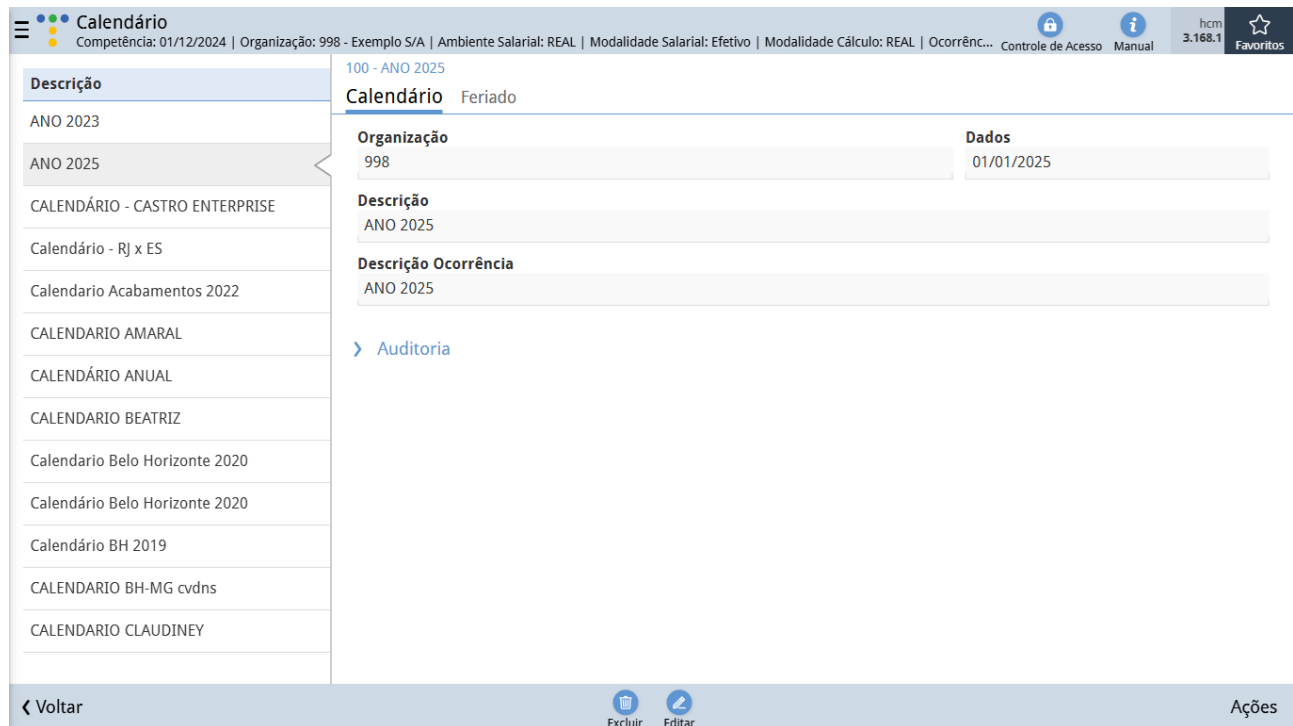 Calendário
Competência: 01/12/2024 | Organização: 998 - Exemplo S/A | Ambiente Salarial: REAL | Modalidade Salarial: Efetivo | Modalidade Cálculo: REAL | Ocorrênc...
Controle de Acesso
Manual
hcm
3.168.1
Favoritos
Descrição
ANO 2023
ANO 2025
CALENDÁRIO - CASTRO ENTERPRISE
Calendário - RJ x ES
Calendario Acabamentos 2022
CALENDARIO AMARAL
CALENDÁRIO ANUAL
CALENDARIO BEATRIZ
Calendario Belo Horizonte 2020
Calendário Belo Horizonte 2020
Calendário BH 2019
CALENDARIO BH-MG cvdns
CALENDARIO CLAUDINEY
100 - ANO 2025
Calendário Feriado
Organização Dados
998 01/01/2025
Descrição
ANO 2025
Descrição Ocorrência
ANO 2025
Auditoria
Voltar
Excluir Editar
Ações